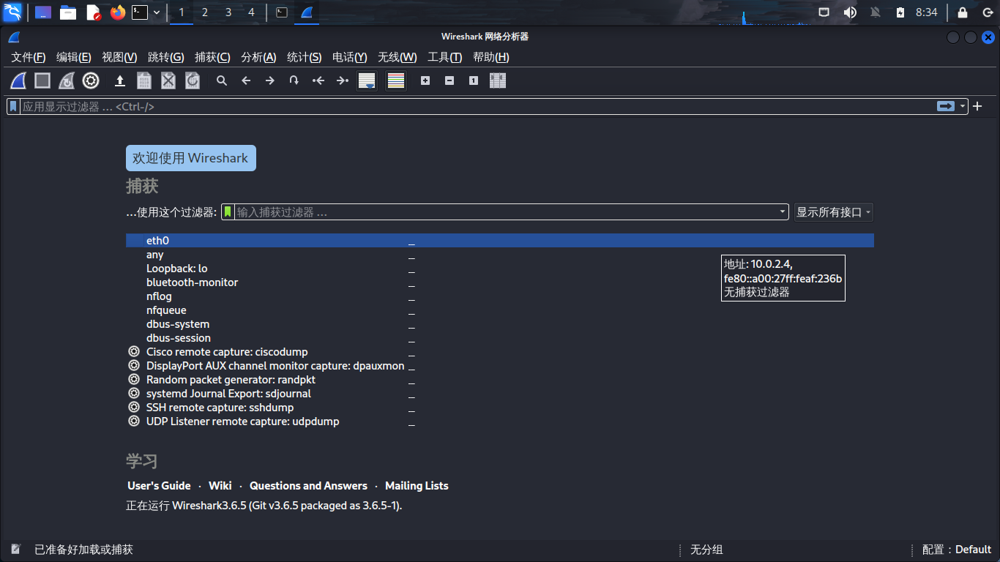 1 2 3 4 8:34
Wireshark 网络分析器
文件(F) 编辑(E) 视图(V) 跳转(G) 捕获(C) 分析(A) 统计(S) 电话(Y) 无线(W) 工具(T) 帮助(H)
应用显示过滤器 … <Ctrl-/>
欢迎使用 Wireshark
捕获
…使用这个过滤器: 输入捕获过滤器 … 显示所有接口
eth0
any
Loopback: lo
bluetooth-monitor
nflog
nfqueue
dbus-system
dbus-session
Cisco remote capture: ciscodump
DisplayPort AUX channel monitor capture: dpauxmon
Random packet generator: randpkt
systemd Journal Export: sdjournal
SSH remote capture: sshdump
UDP Listener remote capture: udpdump
地址: 10.0.2.4,
fe80::a00:27ff:feaf:236b
无捕获过滤器
学习
User's Guide · Wiki · Questions and Answers · Mailing Lists
正在运行 Wireshark3.6.5 (Git v3.6.5 packaged as 3.6.5-1).
已准备好加载或捕获 无分组 配置：Default